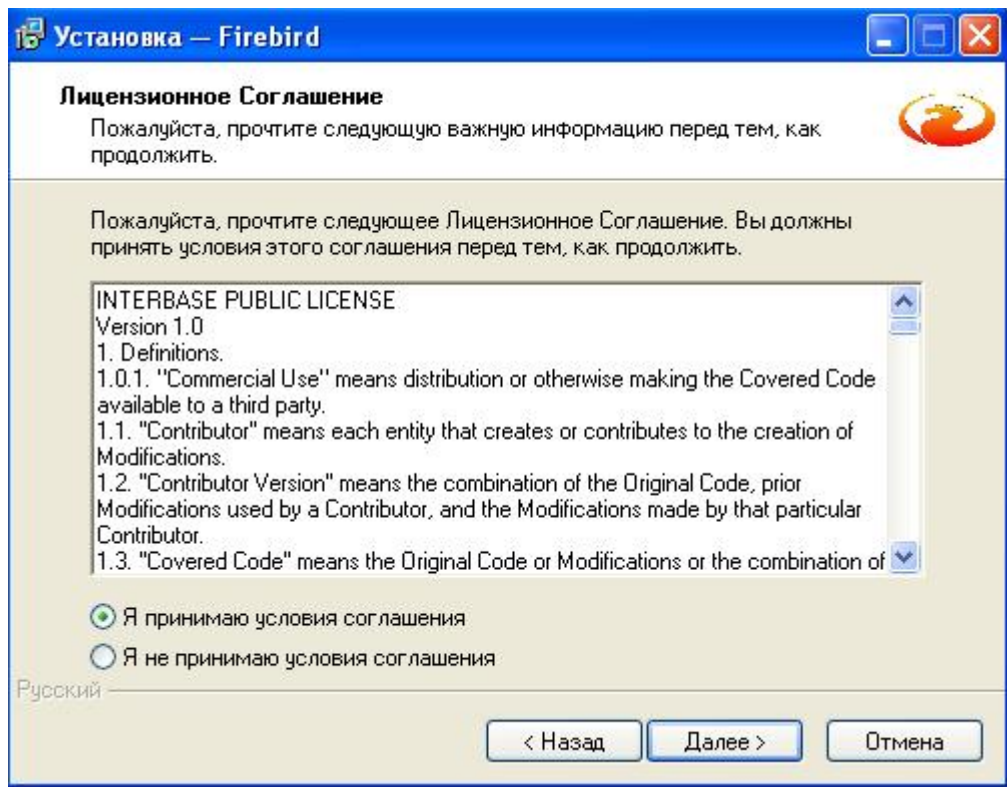 Установка — Firebird
Лицензионное Соглашение
Пожалуйста, прочтите следующую важную информацию перед тем, как
продолжить.
Пожалуйста, прочтите следующее Лицензионное Соглашение. Вы должны
принять условия этого соглашения перед тем, как продолжить.
INTERBASE PUBLIC LICENSE
Version 1.0
1. Definitions.
1.0.1. "Commercial Use" means distribution or otherwise making the Covered Code
available to a third party.
1.1. "Contributor" means each entity that creates or contributes to the creation of
Modifications.
1.2. "Contributor Version" means the combination of the Original Code, prior
Modifications used by a Contributor, and the Modifications made by that particular
Contributor.
1.3. "Covered Code" means the Original Code or Modifications or the combination of
Я принимаю условия соглашения
Я не принимаю условия соглашения
Русский
< Назад
Далее >
Отмена